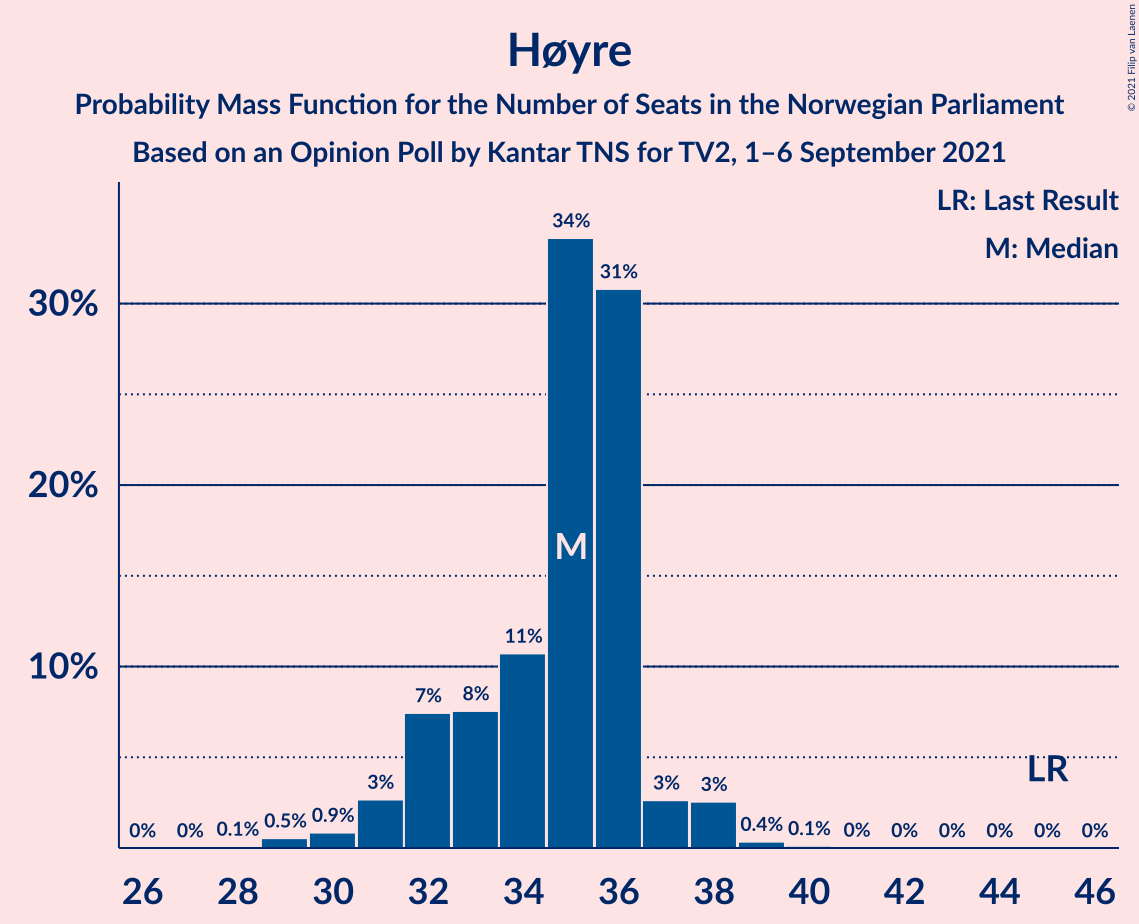 Høyre
Probability Mass Function for the Number of Seats in the Norwegian Parliament
Based on an Opinion Poll by Kantar TNS for TV2, 1–6 September 2021
© 2021 Filip van Laenen
LR: Last Result
M: Median
34%
31%
30%
20%
M
11%
10%
7% 8%
LR
3% 3% 3%
0% 0% 0.1% 0.5% 0.9% 0.4% 0.1% 0% 0% 0% 0% 0% 0%
26 28 30 32 34 36 38 40 42 44 46